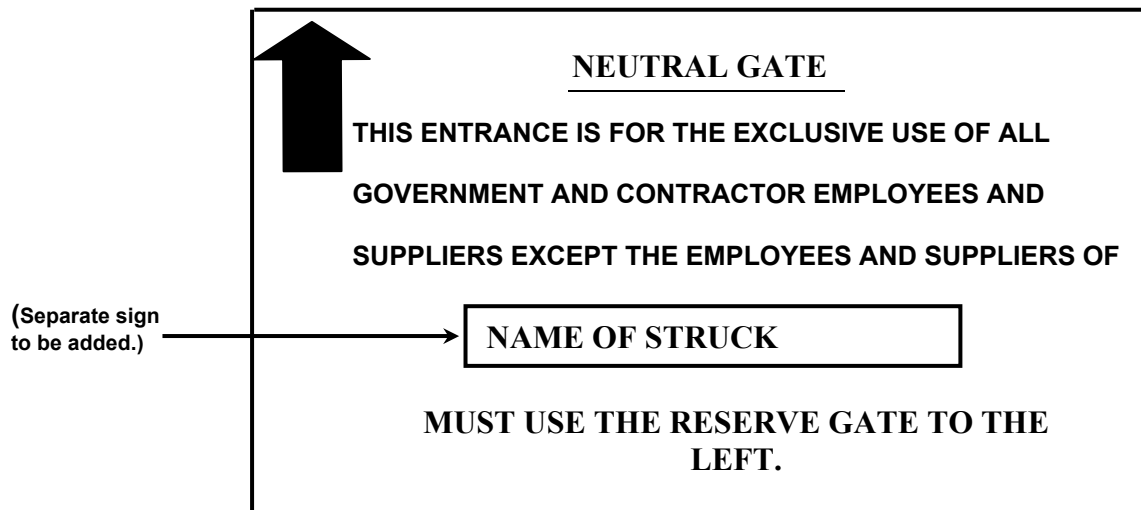 NEUTRAL GATE
THIS ENTRANCE IS FOR THE EXCLUSIVE USE OF ALL
GOVERNMENT AND CONTRACTOR EMPLOYEES AND
SUPPLIERS EXCEPT THE EMPLOYEES AND SUPPLIERS OF
(Separate sign
to be added.)
NAME OF STRUCK
MUST USE THE RESERVE GATE TO THE
LEFT.